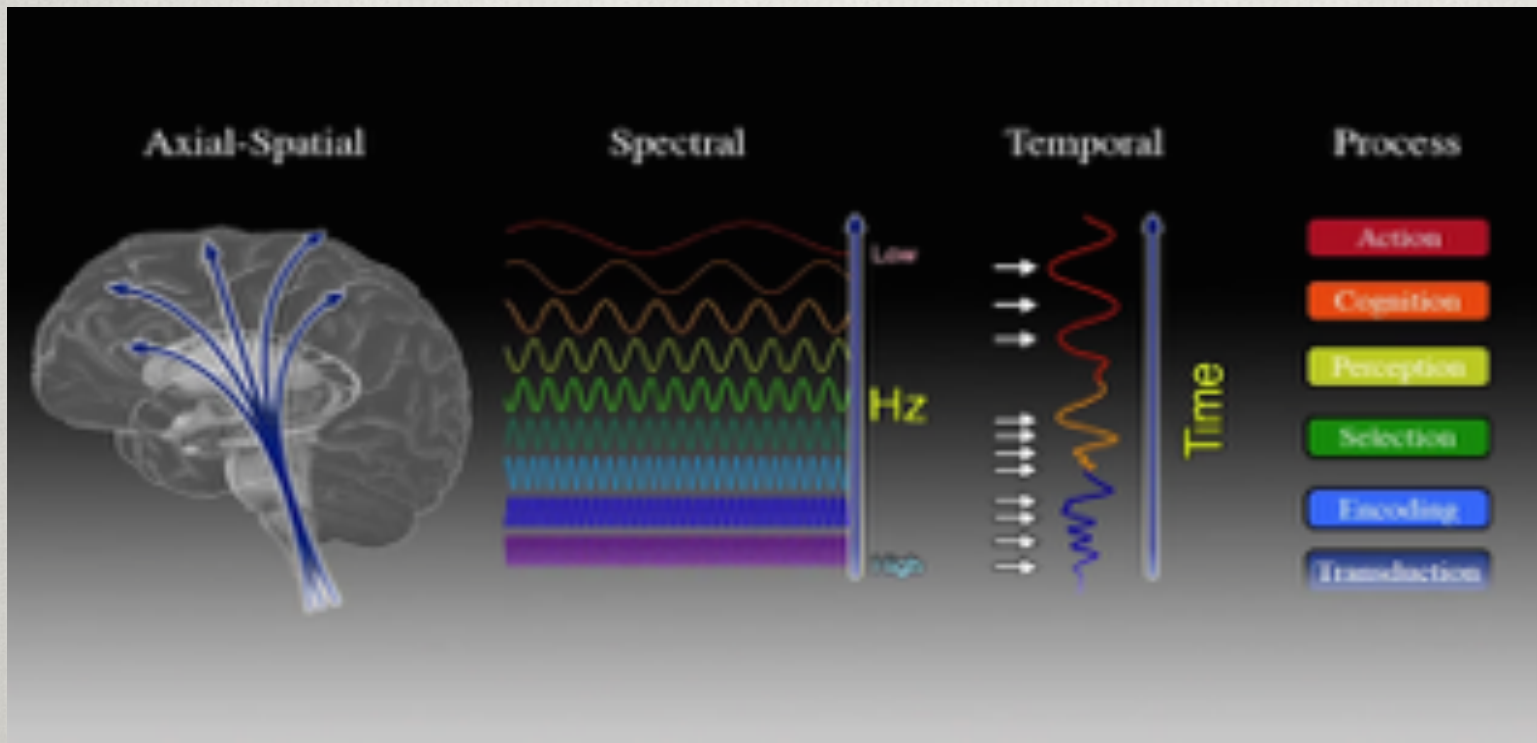 Axial-Spatial
Spectral
Temporal
Process
Low
Hz
High
Time
Action
Cognition
Perception
Selection
Encoding
Transduction